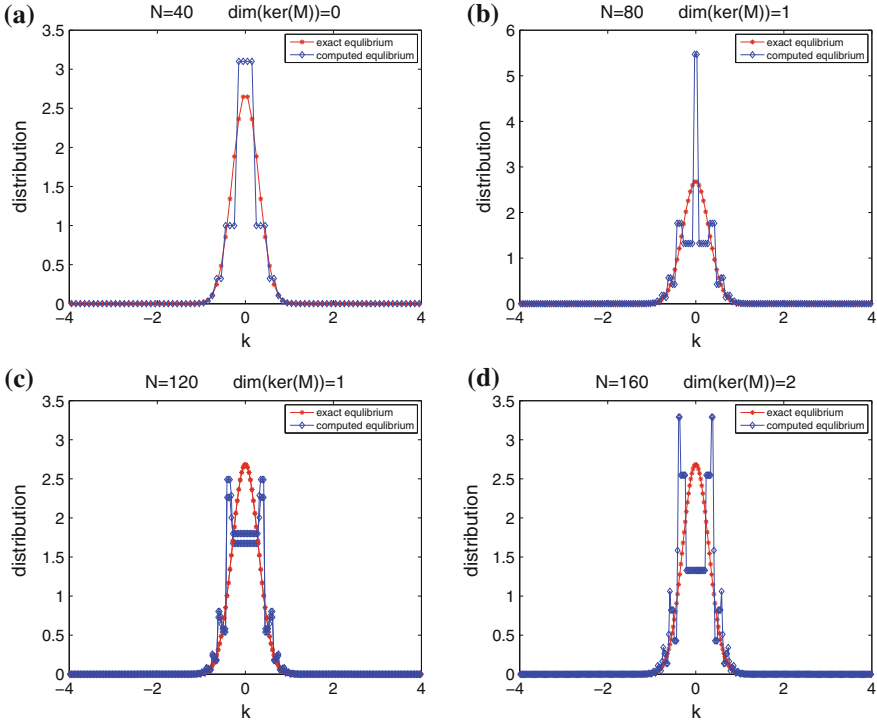 (a)
N=40 dim(ker(M))=0
3.5
3
2.5
2
1.5
1
0.5
0
distribution
exact equlibrium
computed equlibrium
−4 −2 0 2 4
k
(b)
N=80 dim(ker(M))=1
6
5
4
3
2
1
0
distribution
exact equlibrium
computed equlibrium
−4 −2 0 2 4
k
(c)
N=120 dim(ker(M))=1
3.5
3
2.5
2
1.5
1
0.5
0
distribution
exact equlibrium
computed equlibrium
−4 −2 0 2 4
k
(d)
N=160 dim(ker(M))=2
3.5
3
2.5
2
1.5
1
0.5
0
distribution
exact equlibrium
computed equlibrium
−4 −2 0 2 4
k